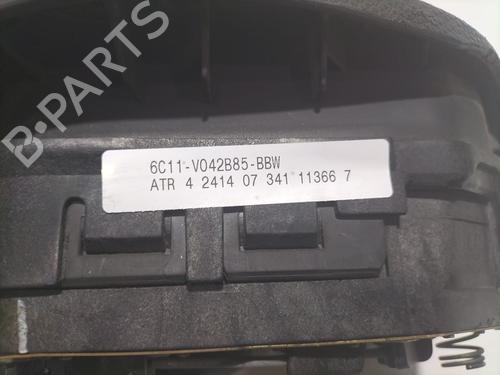 6C11-V042B85-BBW
ATR 4 2414 07 341 11366 7
B-PARTS